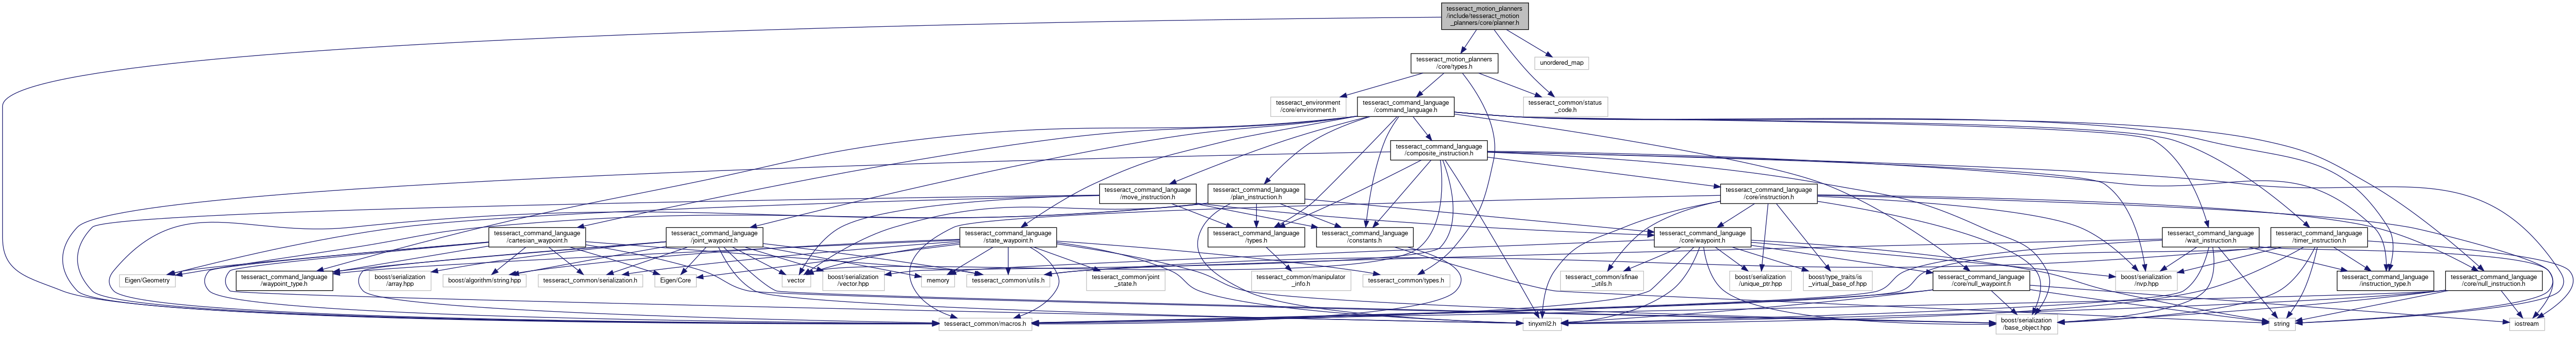 tesseract_motion_planners
/include/tesseract_motion
_planners/core/planner.h
tesseract_motion_planners
/core/types.h
unordered_map
tesseract_environment
/core/environment.h
tesseract_command_language
/command_language.h
tesseract_common/status
_code.h
tesseract_command_language
/composite_instruction.h
tesseract_command_language
/move_instruction.h
tesseract_command_language
/plan_instruction.h
tesseract_command_language
/core/instruction.h
tesseract_command_language
/cartesian_waypoint.h
tesseract_command_language
/joint_waypoint.h
tesseract_command_language
/state_waypoint.h
tesseract_command_language
/types.h
tesseract_command_language
/constants.h
tesseract_command_language
/core/waypoint.h
tesseract_command_language
/wait_instruction.h
tesseract_command_language
/timer_instruction.h
Eigen/Geometry
tesseract_command_language
/waypoint_type.h
boost/serialization
/array.hpp
boost/algorithm/string.hpp
tesseract_common/serialization.h
Eigen/Core
vector
boost/serialization
/vector.hpp
memory
tesseract_common/utils.h
tesseract_common/joint
_state.h
tesseract_common/manipulator
_info.h
tesseract_common/types.h
tesseract_common/sfinae
_utils.h
boost/serialization
/unique_ptr.hpp
boost/type_traits/is
_virtual_base_of.hpp
tesseract_command_language
/core/null_waypoint.h
boost/serialization
/nvp.hpp
tesseract_command_language
/instruction_type.h
tesseract_command_language
/core/null_instruction.h
tesseract_common/macros.h
tinyxml2.h
boost/serialization
/base_object.hpp
string
iostream